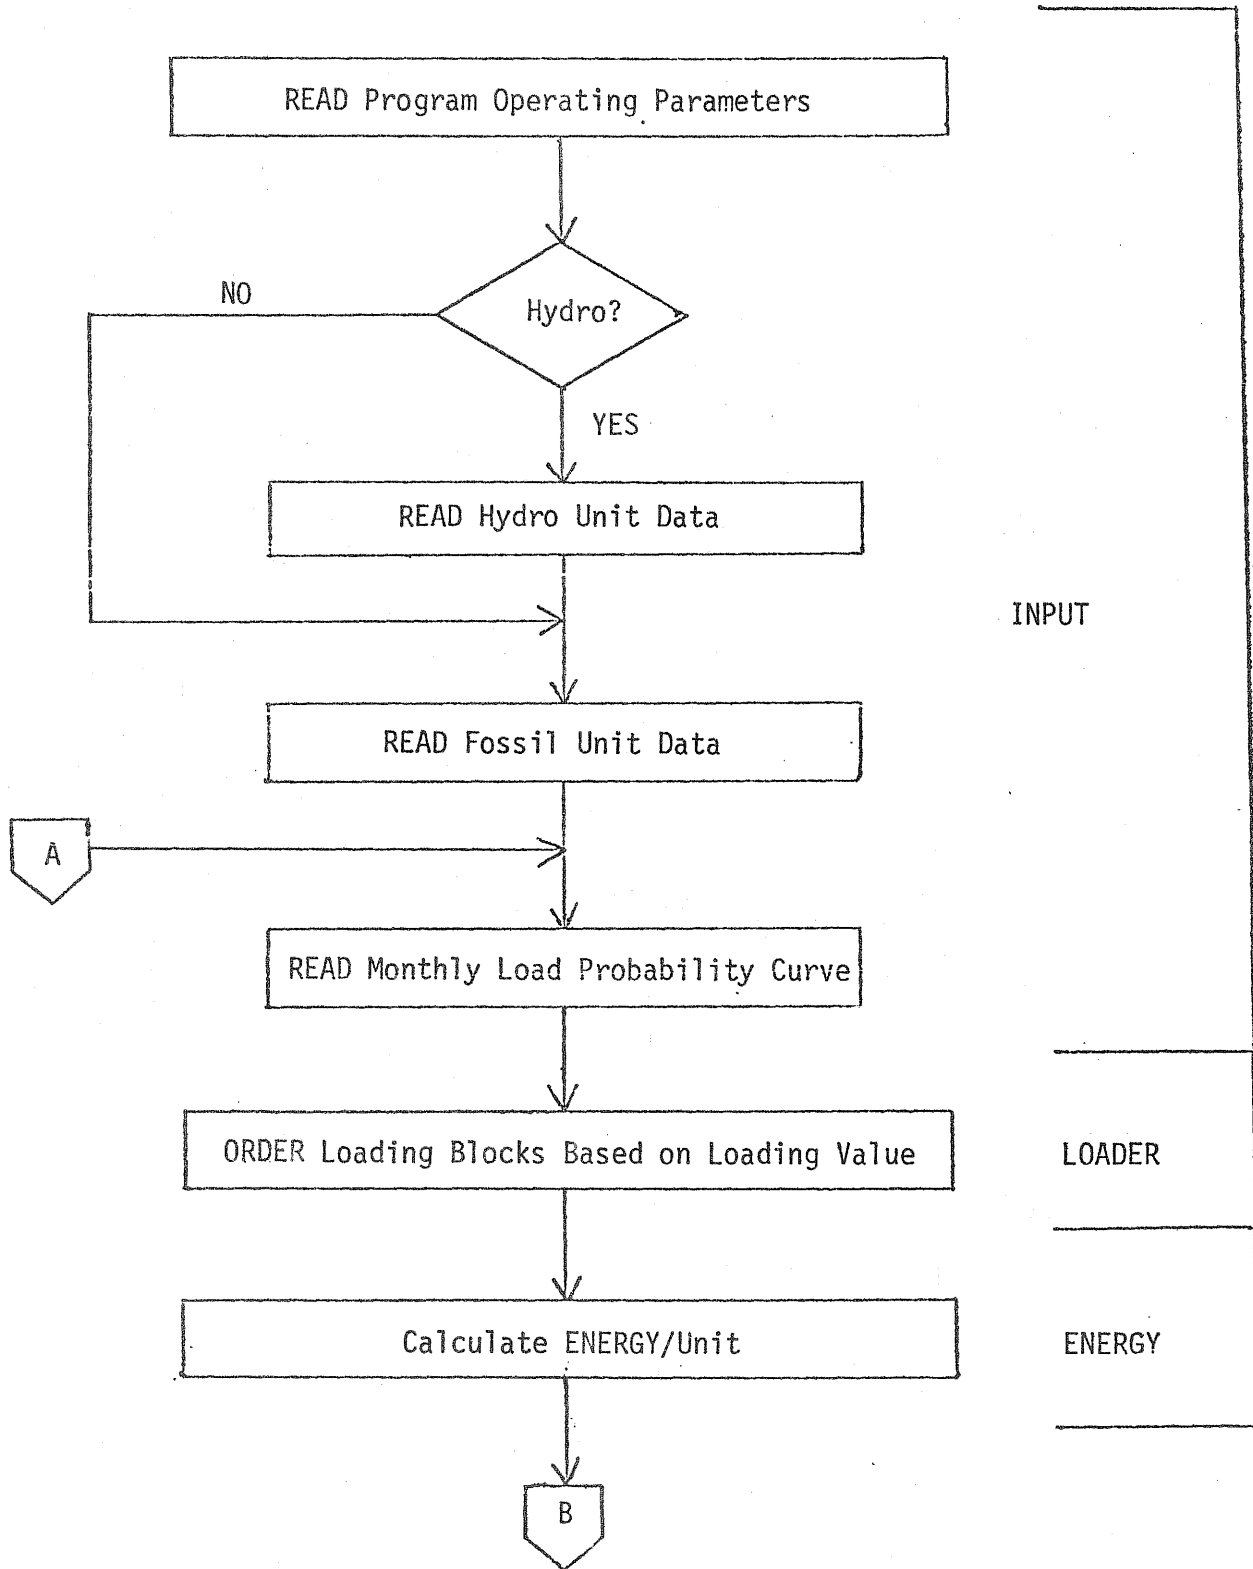 READ Program Operating Parameters
NO
Hydro?
YES
READ Hydro Unit Data
INPUT
READ Fossil Unit Data
A
READ Monthly Load Probability Curve
ORDER Loading Blocks Based on Loading Value
LOADER
Calculate ENERGY/Unit
ENERGY
B